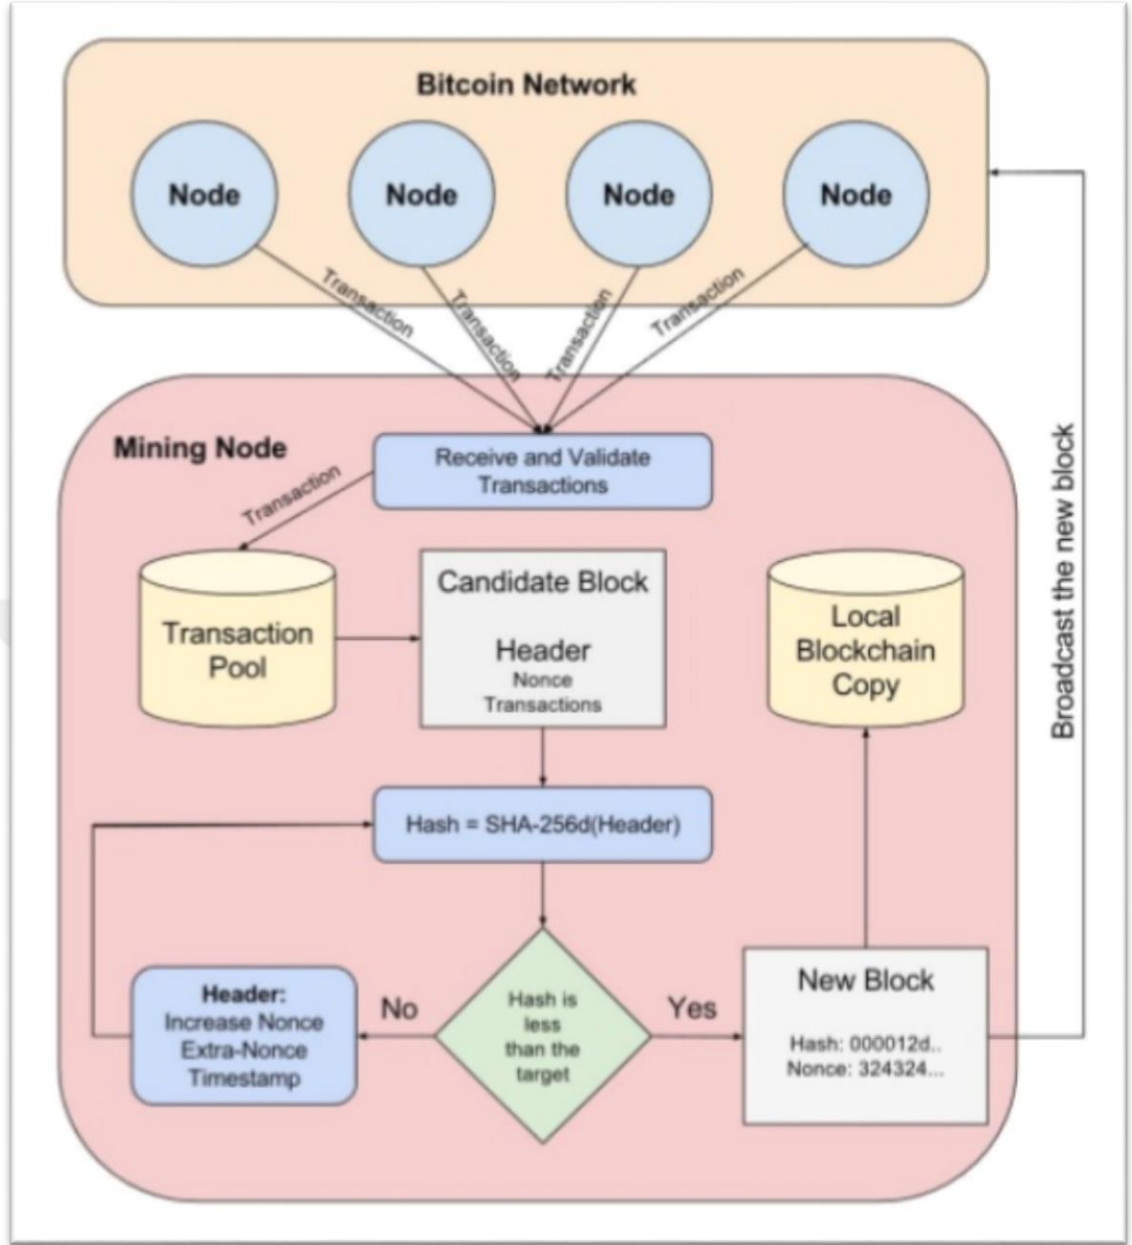 Bitcoin Network
Node
Node
Node
Node
Transaction
Transaction
Transaction
Transaction
Mining Node
Receive and Validate
Transactions
Transaction
Transaction
Pool
Candidate Block
Header
Nonce
Transactions
Local
Blockchain
Copy
Broadcast the new block
Hash = SHA-256d(Header)
Header:
Increase Nonce
Extra-Nonce
Timestamp
No
Hash is
less
than the
target
Yes
New Block
Hash: 000012d..
Nonce: 324324...